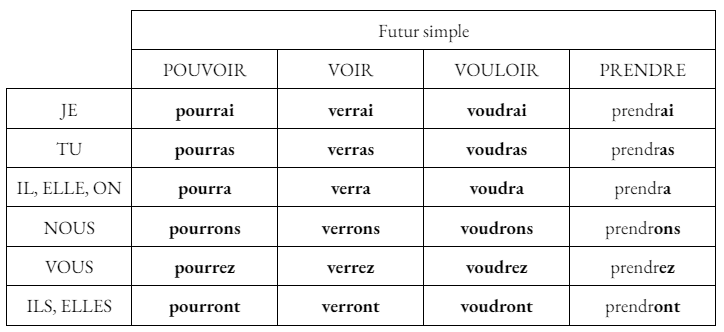 Futur simple
POUVOIR VOIR VOULOIR PRENDRE
JE pourrai verrai voudrai prendrai
TU pourras verras voudras prendras
IL, ELLE, ON pourra verra voudra prendra
NOUS pourrons verrons voudrons prendrons
VOUS pourrez verrez voudrez prendrez
ILS, ELLES pourront verront voudront prendront